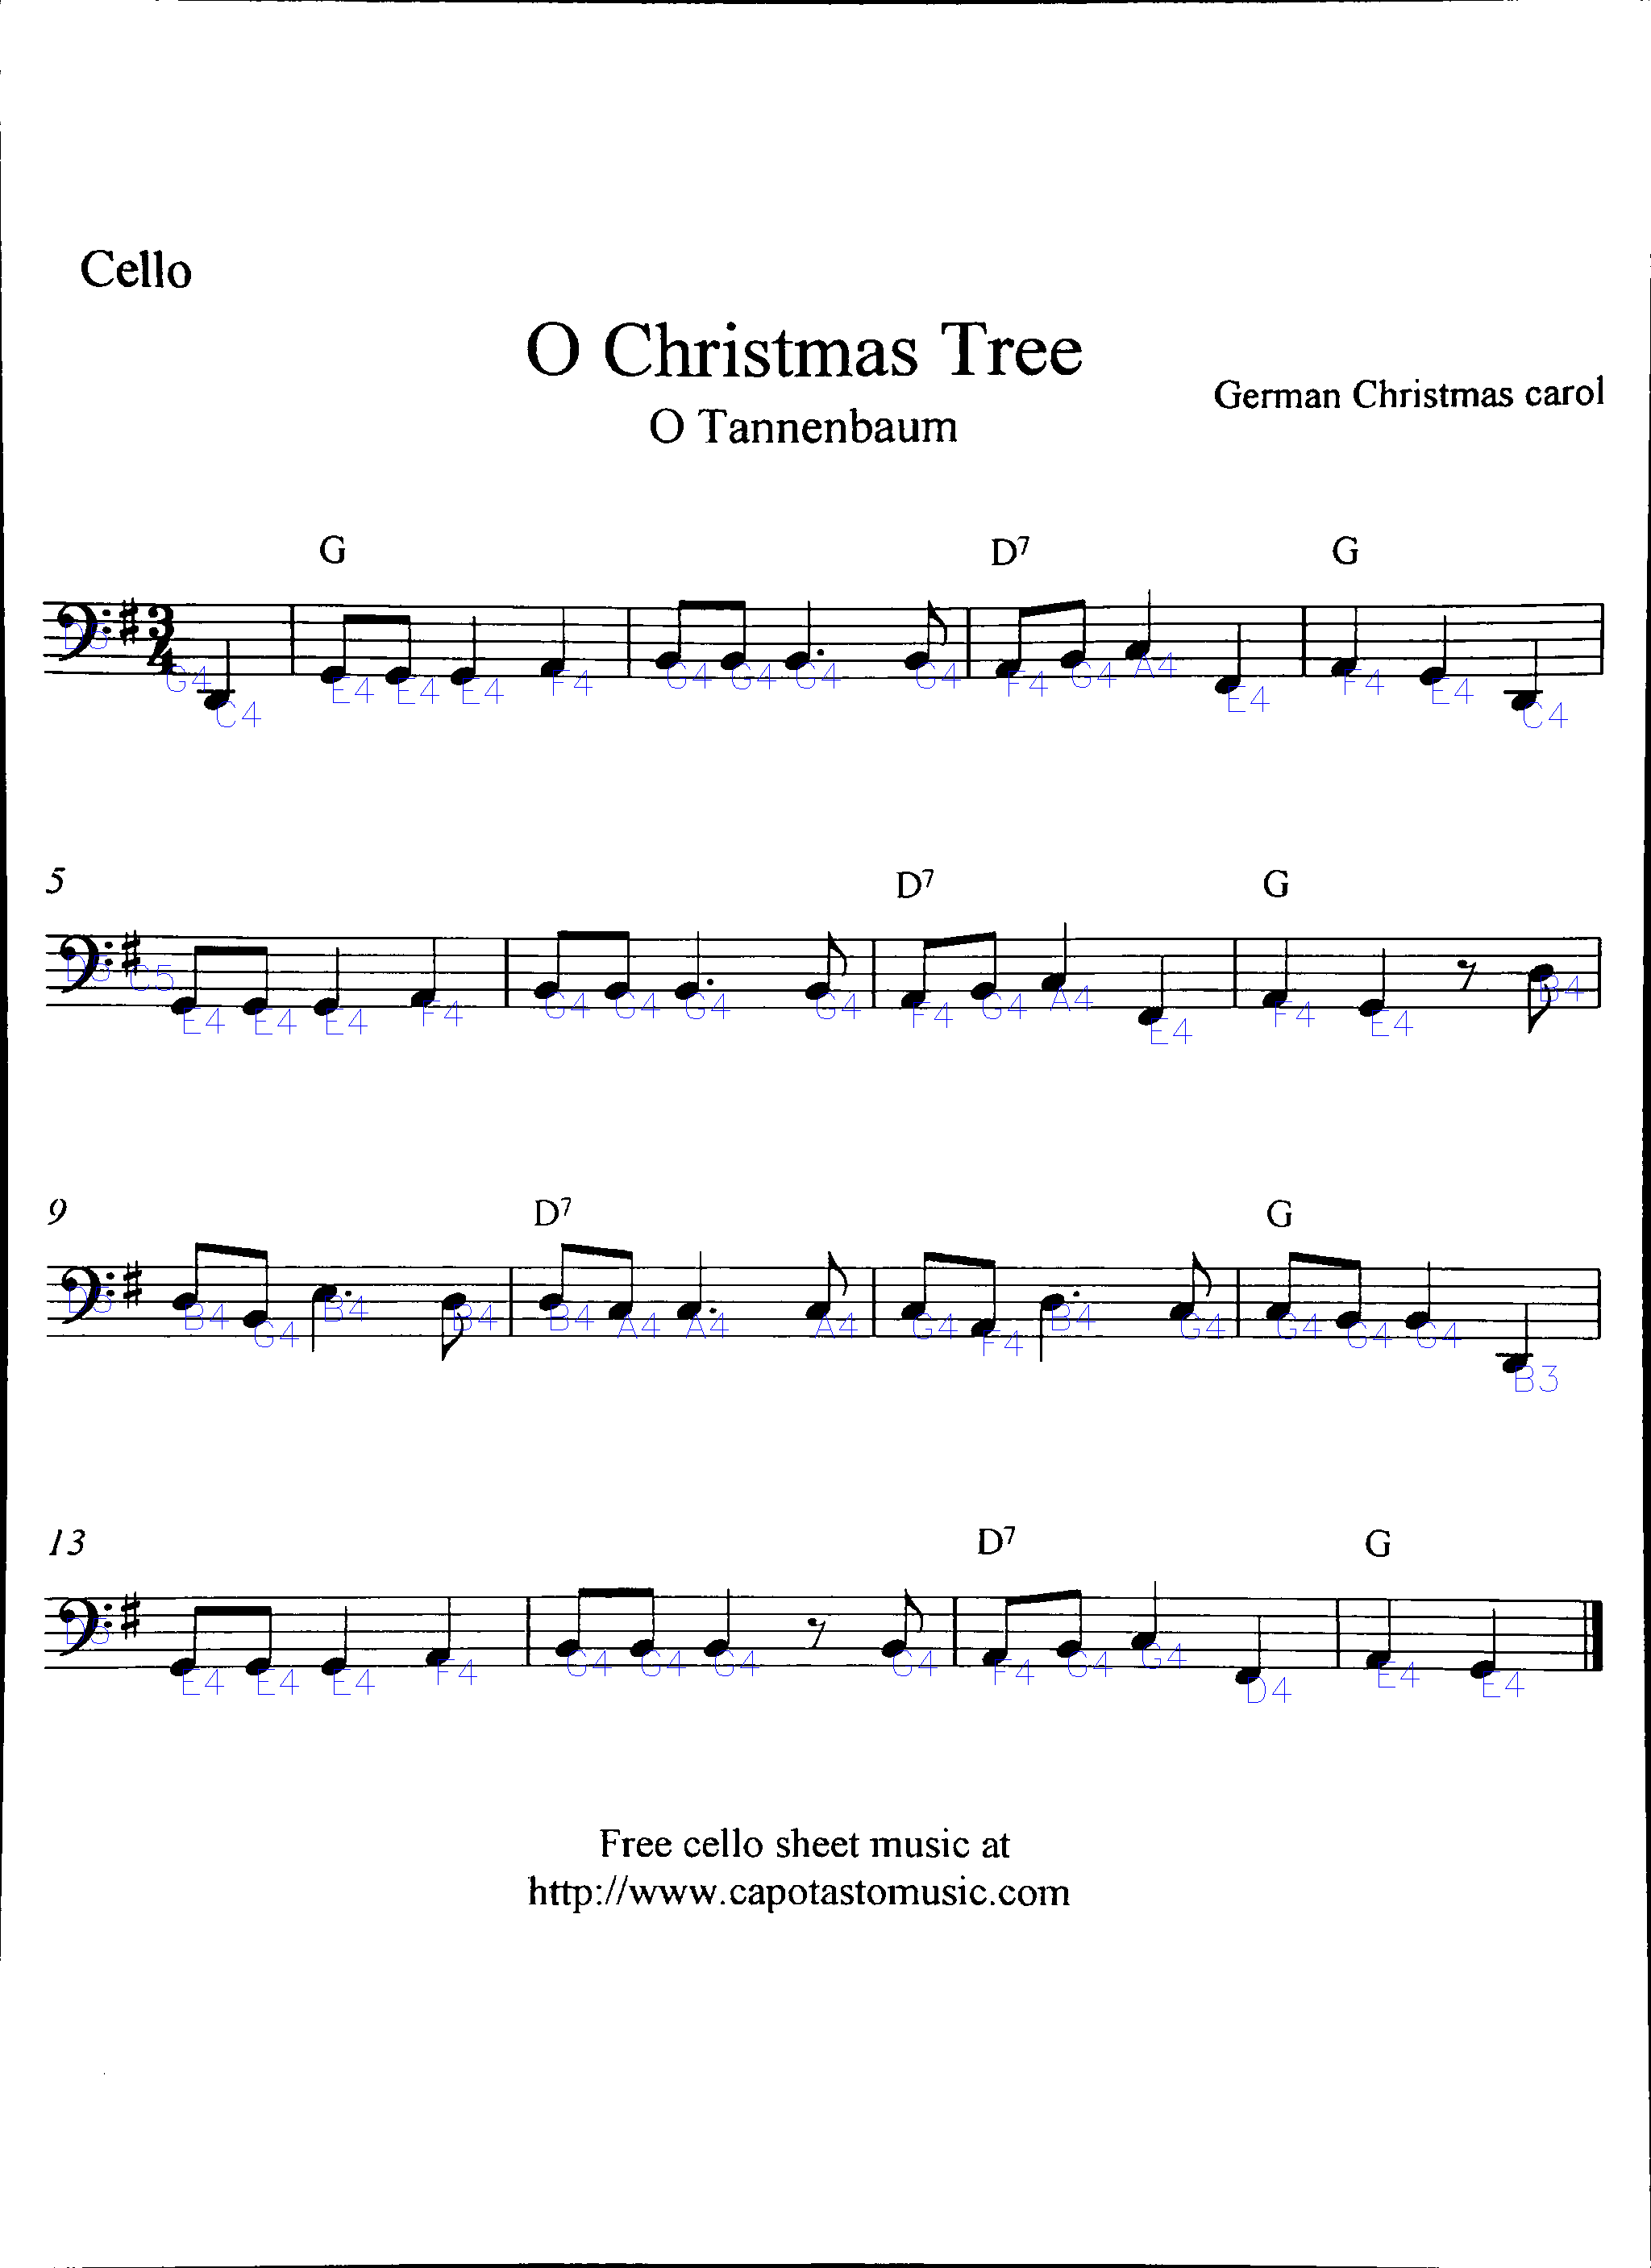 Cello
O Christmas Tree
German Christmas carol
O Tannenbaum
G D7 G
3
4
D5 G4 C4 E4 E4 E4 F4 G4 G4 G4 G4 F4 G4 A4 E4 F4 E4 C4
5 D7 G
D5 C5 E4 E4 E4 F4 G4 G4 G4 G4 F4 G4 A4 E4 F4 E4 B4
9 D7 G
D5 B4 G4 B4 B4 B4 A4 A4 A4 G4 F4 B4 G4 G4 G4 G4 B3
13 D7 G
D5 E4 E4 E4 F4 G4 G4 G4 G4 F4 G4 G4 D4 E4 E4
Free cello sheet music at
http://www.capotastomusic.com